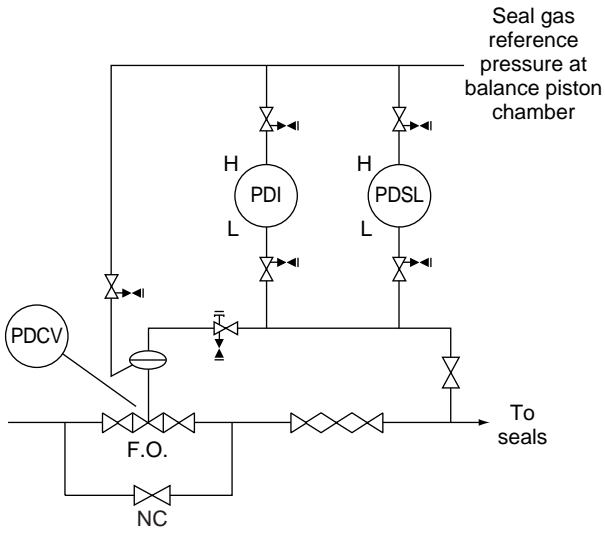 Seal gas
reference
pressure at
balance piston
chamber
H
H
PDI
PDSL
L
L
PDCV
To
seals
F.O.
NC